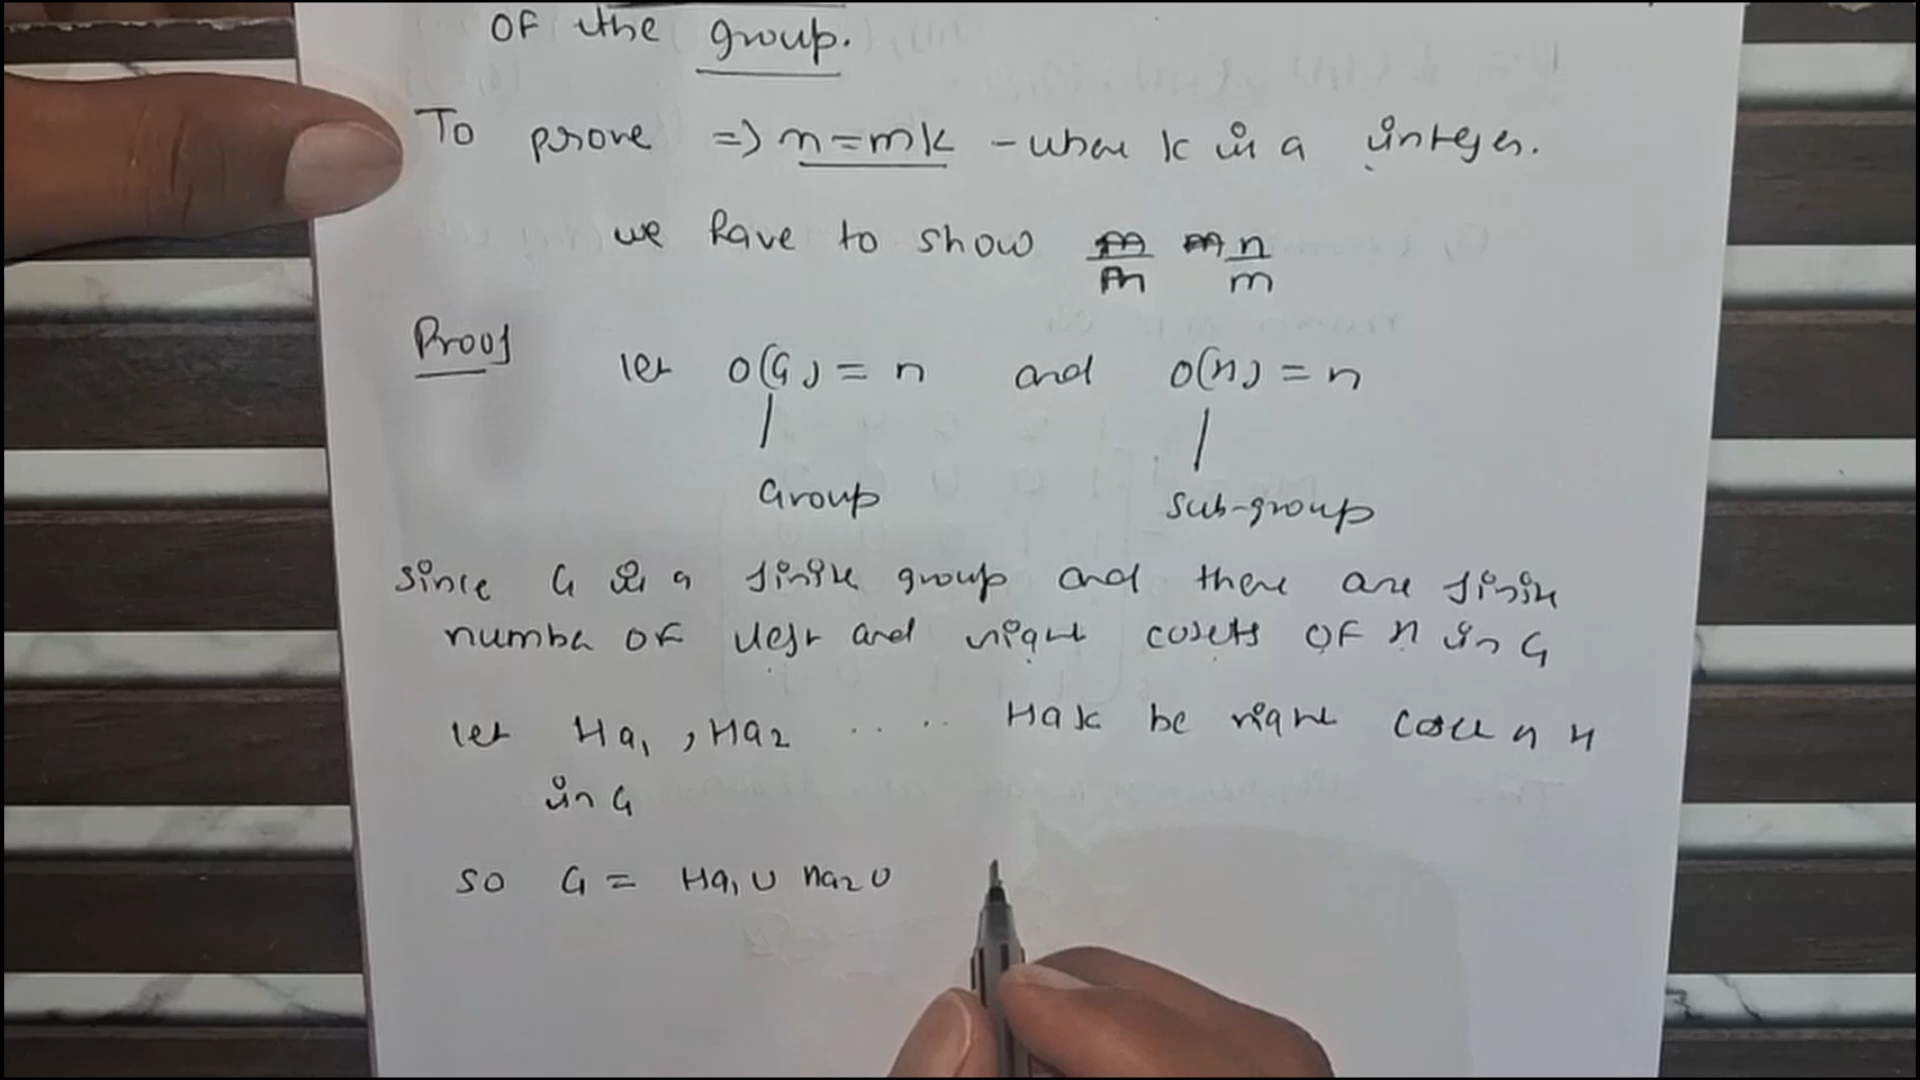 OF the group.
To prove => n=mk - where k is a integer.
we have to show n/m
Proof let O(G) = n and O(H) = n
Group Sub-group
Since G is a finite group and there are finite
number OF left and right cosets OF H in G
let Ha₁, Ha₂ .... Hak be right coset of H
in G
SO G = Ha₁ U Ha₂ U